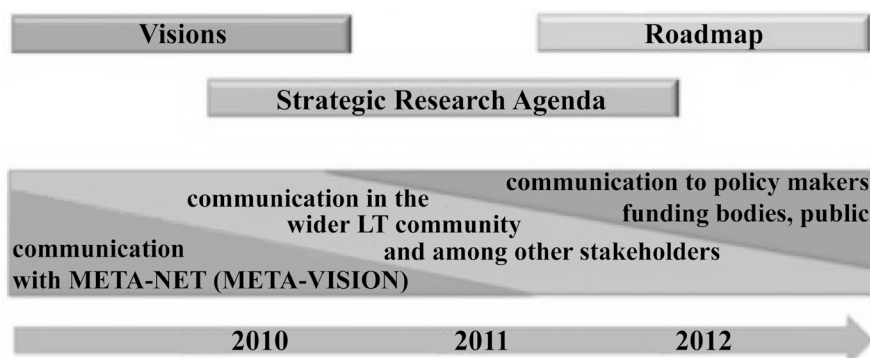 Visions
Roadmap
Strategic Research Agenda
communication to policy makers
funding bodies, public
communication in the
wider LT community
and among other stakeholders
communication
with META-NET (META-VISION)
2010
2011
2012